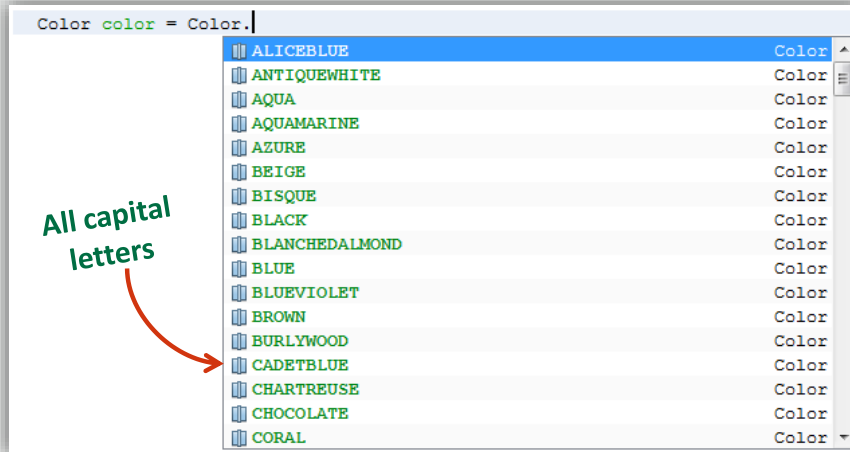 Color color = Color.
ALICEBLUE Color
ANTIQUEWHITE Color
AQUA Color
AQUAMARINE Color
AZURE Color
BEIGE Color
BISQUE Color
BLACK Color
BLANCHEDALMOND Color
BLUE Color
BLUEVIOLET Color
BROWN Color
BURLYWOOD Color
CADETBLUE Color
CHARTREUSE Color
CHOCOLATE Color
CORAL Color
All capital
letters